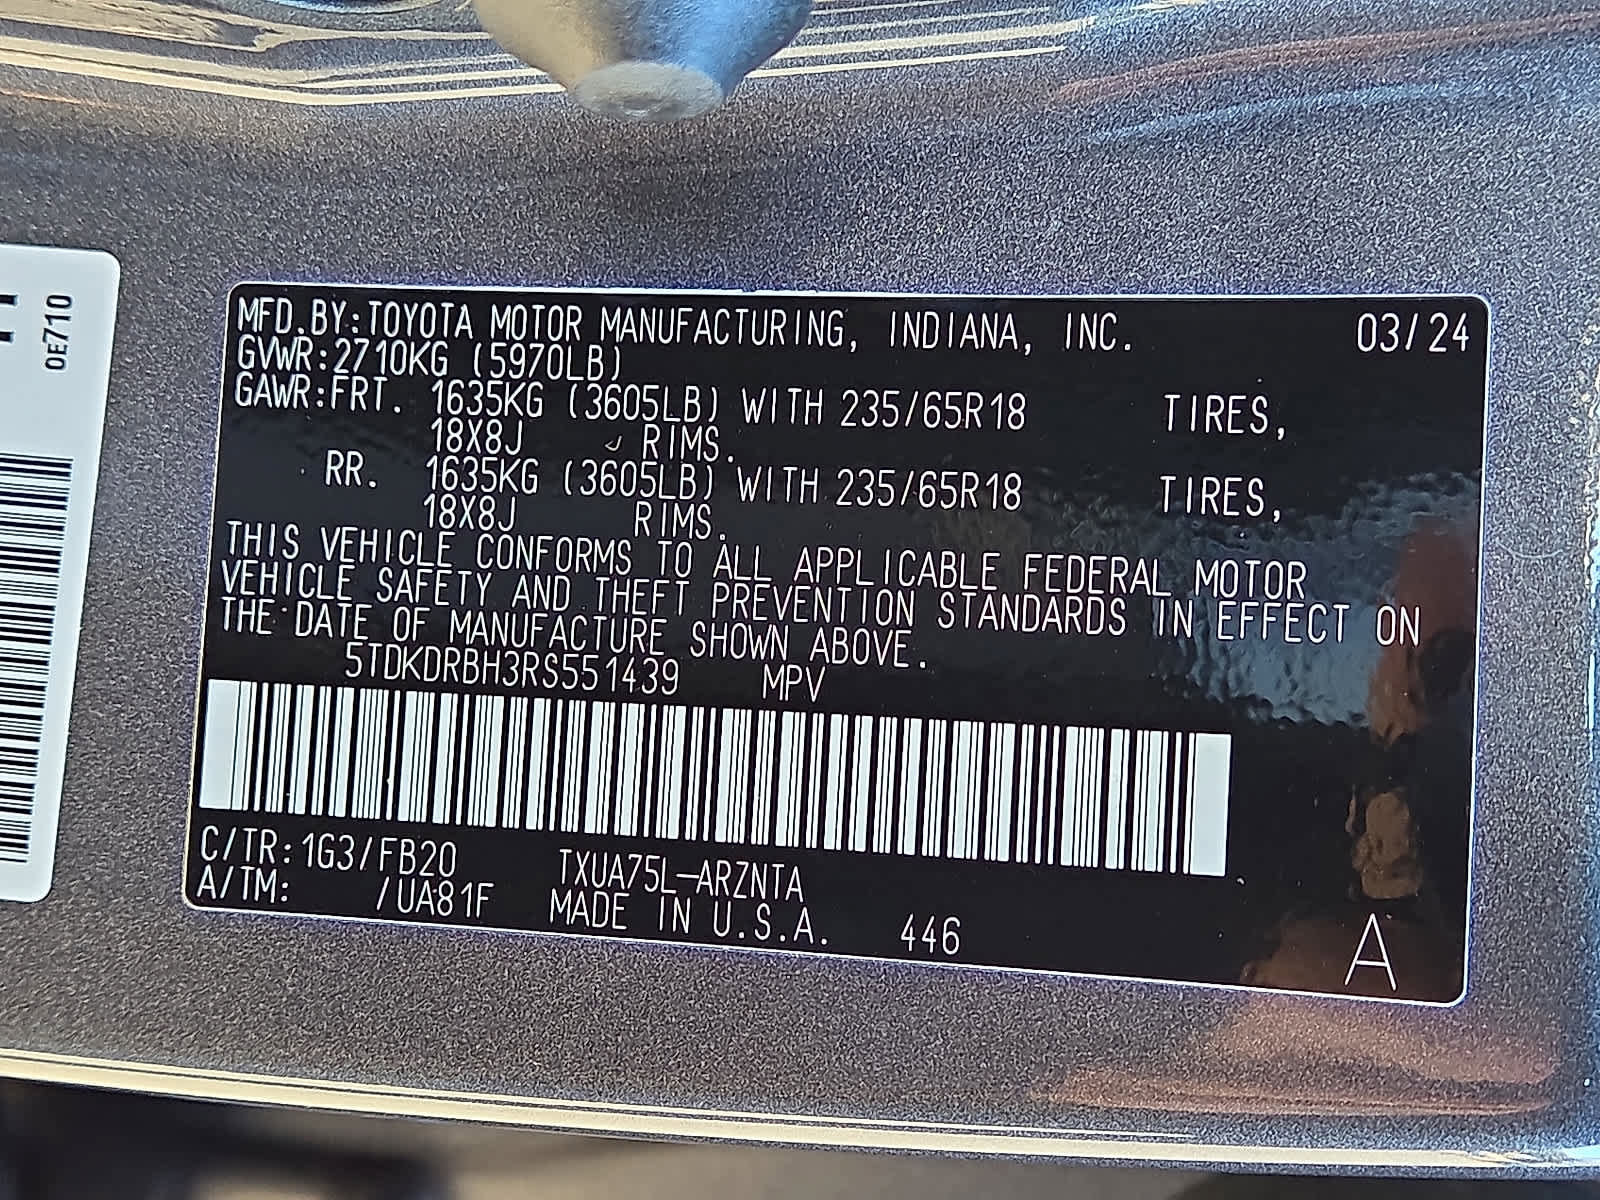 MFD.BY:TOYOTA MOTOR MANUFACTURING, INDIANA, INC. 03/24
GVWR:2710KG (5970LB)
GAWR:FRT. 1635KG (3605LB) WITH 235/65R18 TIRES,
18X8J RIMS.
RR. 1635KG (3605LB) WITH 235/65R18 TIRES,
18X8J RIMS.
THIS VEHICLE CONFORMS TO ALL APPLICABLE FEDERAL MOTOR
VEHICLE SAFETY AND THEFT PREVENTION STANDARDS IN EFFECT ON
THE DATE OF MANUFACTURE SHOWN ABOVE.
5TDKDRBH3RS551439 MPV
C/TR:1G3/FB20 TXUA75L-ARZNTA
A/TM: /UA81F MADE IN U.S.A. 446 A
0E710